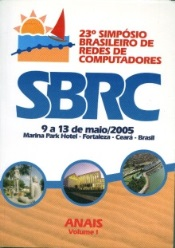 23º SIMPÓSIO
BRASILEIRO DE
REDES DE
COMPUTADORES
SBRC
9 a 13 de maio/2005
Marina Park Hotel - Fortaleza - Ceará - Brasil
ANAIS
Volume I